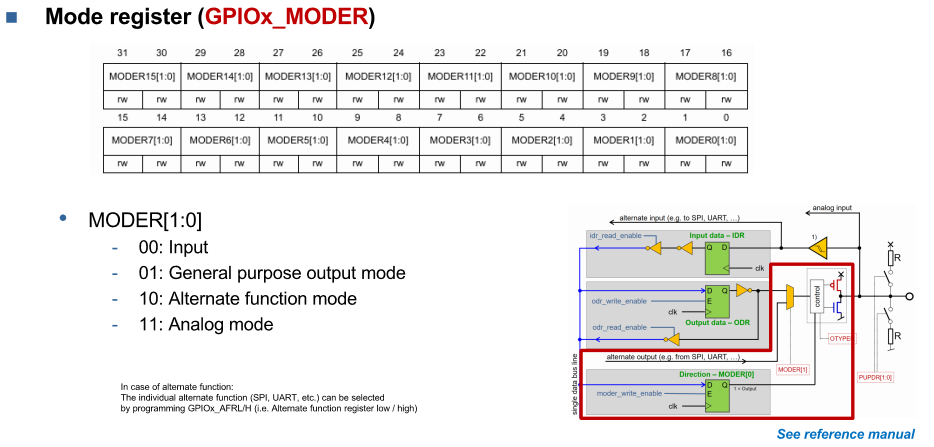 Mode register (GPIOx_MODER)
31 30 29 28 27 26 25 24 23 22 21 20 19 18 17 16
MODER15[1:0] MODER14[1:0] MODER13[1:0] MODER12[1:0] MODER11[1:0] MODER10[1:0] MODER9[1:0] MODER8[1:0]
rw rw rw rw rw rw rw rw rw rw rw rw rw rw rw rw
15 14 13 12 11 10 9 8 7 6 5 4 3 2 1 0
MODER7[1:0] MODER6[1:0] MODER5[1:0] MODER4[1:0] MODER3[1:0] MODER2[1:0] MODER1[1:0] MODER0[1:0]
rw rw rw rw rw rw rw rw rw rw rw rw rw rw rw rw
• MODER[1:0]
- 00: Input
- 01: General purpose output mode
- 10: Alternate function mode
- 11: Analog mode
In case of alternate function:
The individual alternate function (SPI, UART, etc.) can be selected
by programming GPIOx_AFRL/H (i.e. Alternate function register low / high)
analog input
alternate input (e.g. to SPI, UART, …)
idr_read_enable
Input data – IDR
Q D
1)
clk
R
D Q
E
odr_write_enable
clk
Output data – ODR
control
odr_read_enable
OTYPE
R
alternate output (e.g. from SPI, UART, …)
MODER[1]
PUPDR[1:0]
single data bus line
Direction – MODER[0]
D Q
1 = Output
E
moder_write_enable
clk
See reference manual